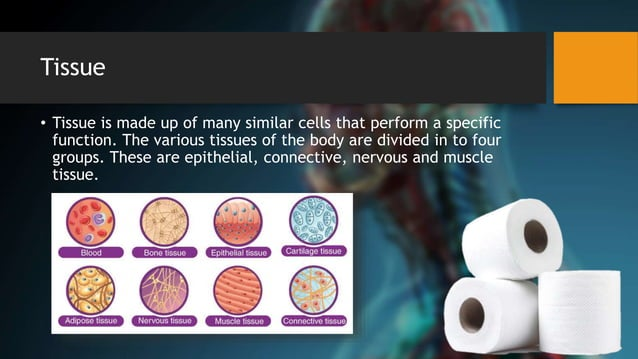 Tissue
• Tissue is made up of many similar cells that perform a specific
function. The various tissues of the body are divided in to four
groups. These are epithelial, connective, nervous and muscle
tissue.
Blood Bone tissue Epithelial tissue Cartilage tissue
Adipose tissue Nervous tissue Muscle tissue Connective tissue